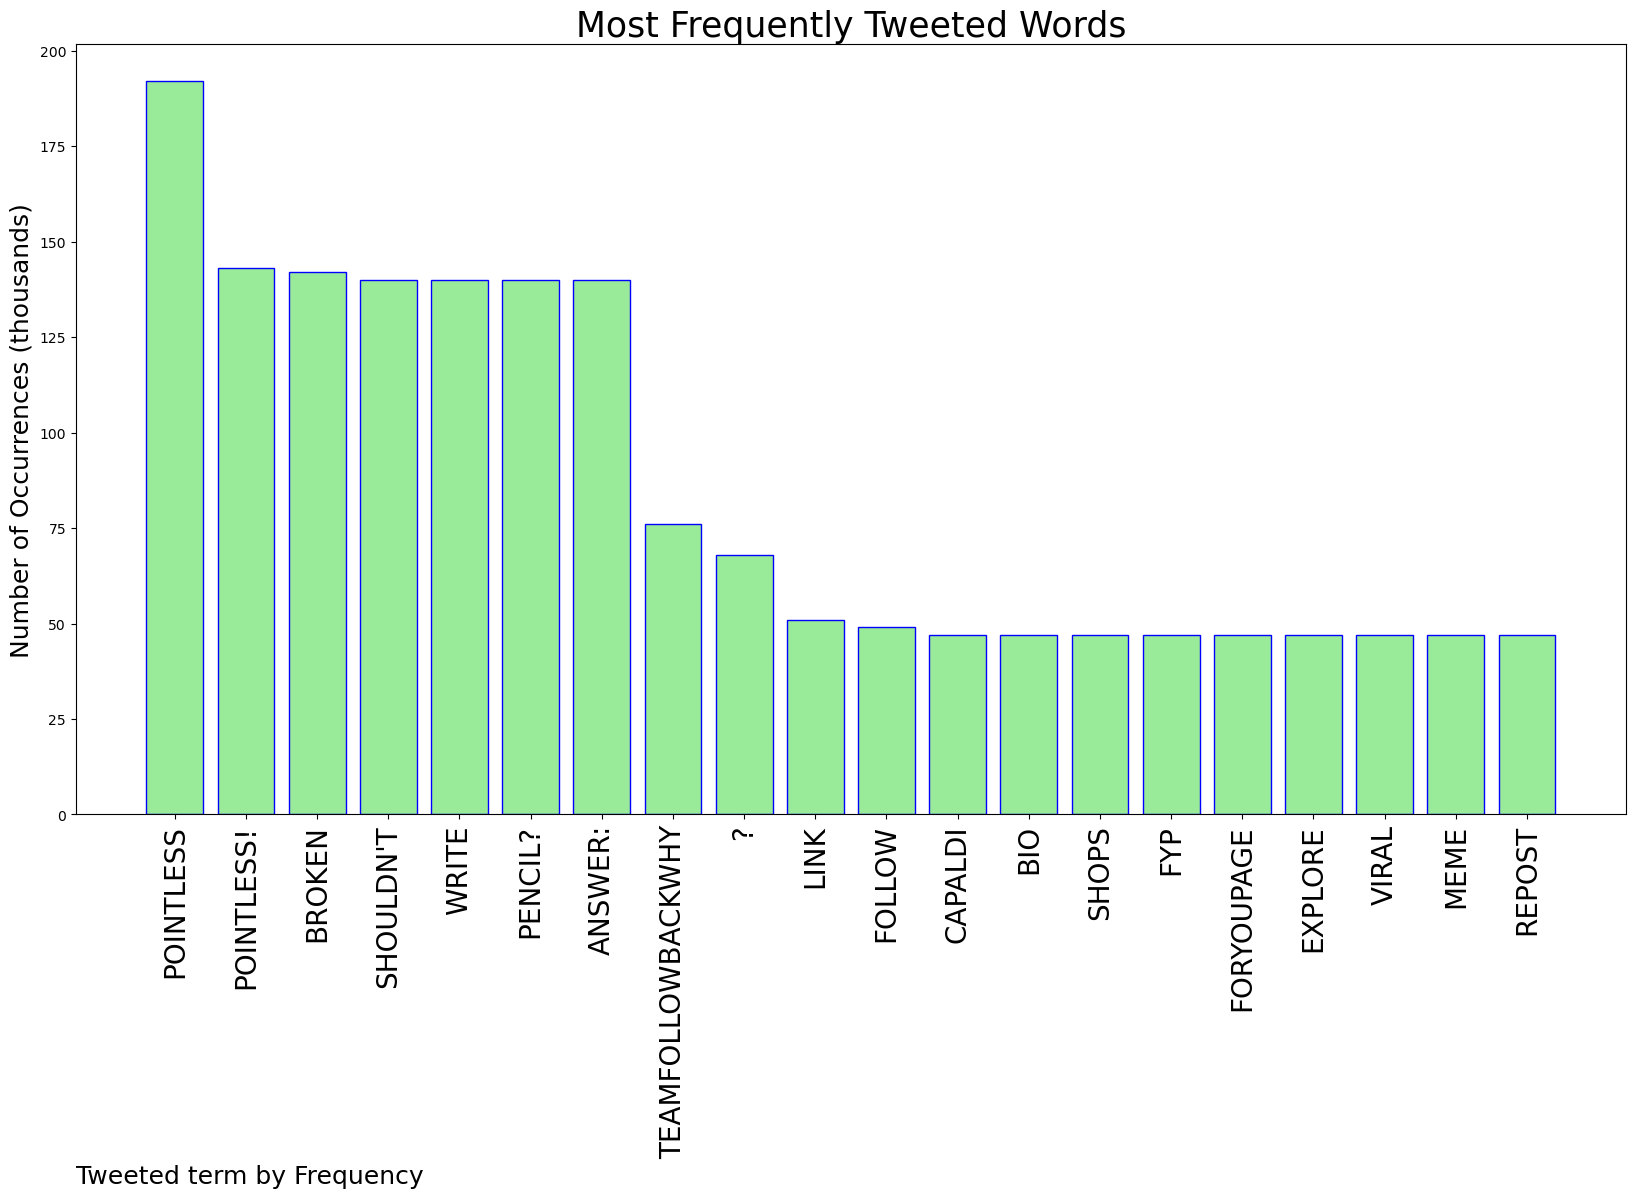 Most Frequently Tweeted Words
Number of Occurrences (thousands)
200
175
150
125
100
75
50
25
0
POINTLESS
POINTLESS!
BROKEN
SHOULDN'T
WRITE
PENCIL?
ANSWER:
TEAMFOLLOWBACKWHY
?
LINK
FOLLOW
CAPALDI
BIO
SHOPS
FYP
FORYOUPAGE
EXPLORE
VIRAL
MEME
REPOST
Tweeted term by Frequency